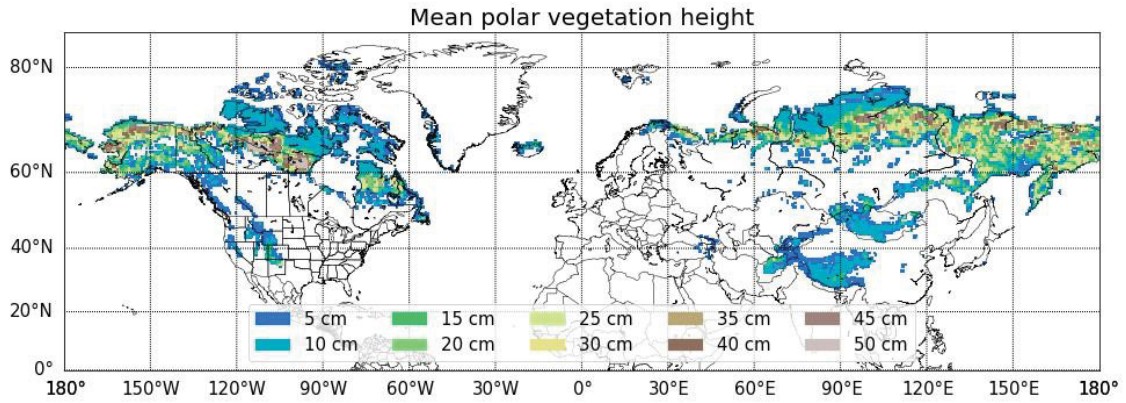 Mean polar vegetation height
80°N
60°N
40°N
20°N
0°
5 cm 15 cm 25 cm 35 cm 45 cm
10 cm 20 cm 30 cm 40 cm 50 cm
180° 150°W 120°W 90°W 60°W 30°W 0° 30°E 60°E 90°E 120°E 150°E 180°